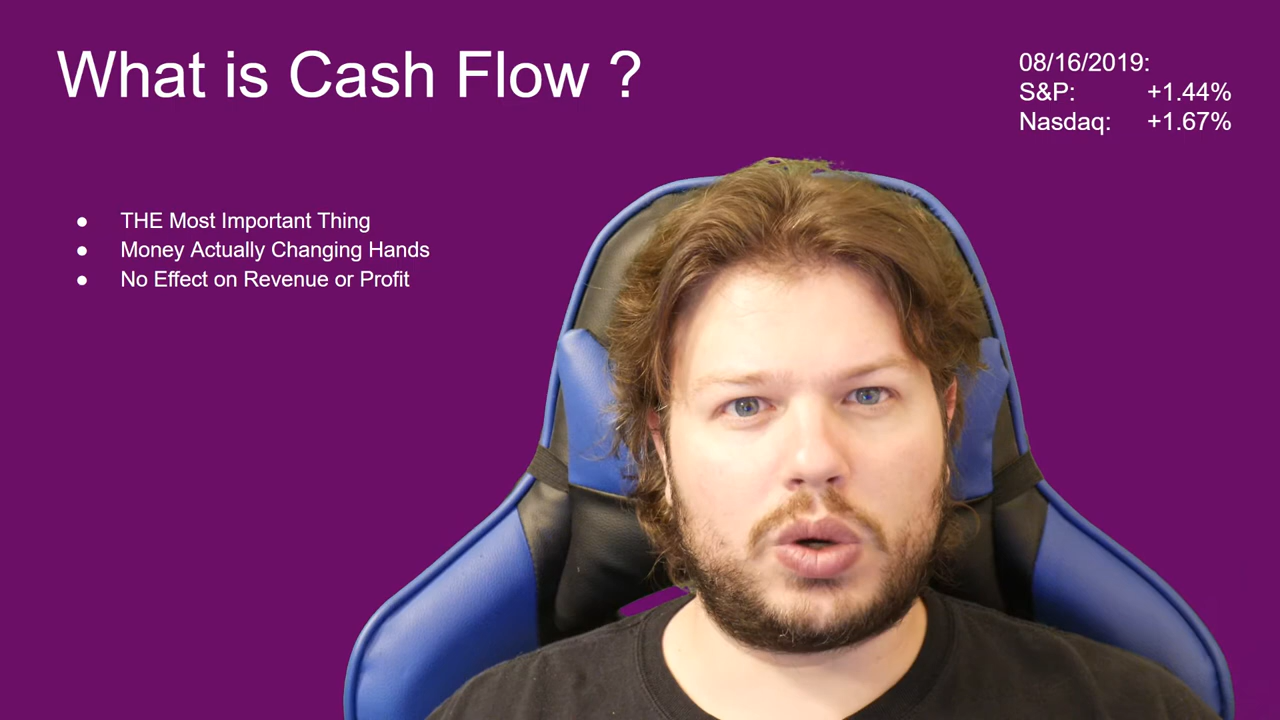 What is Cash Flow ?
08/16/2019:
S&P: +1.44%
Nasdaq: +1.67%
● THE Most Important Thing
● Money Actually Changing Hands
● No Effect on Revenue or Profit